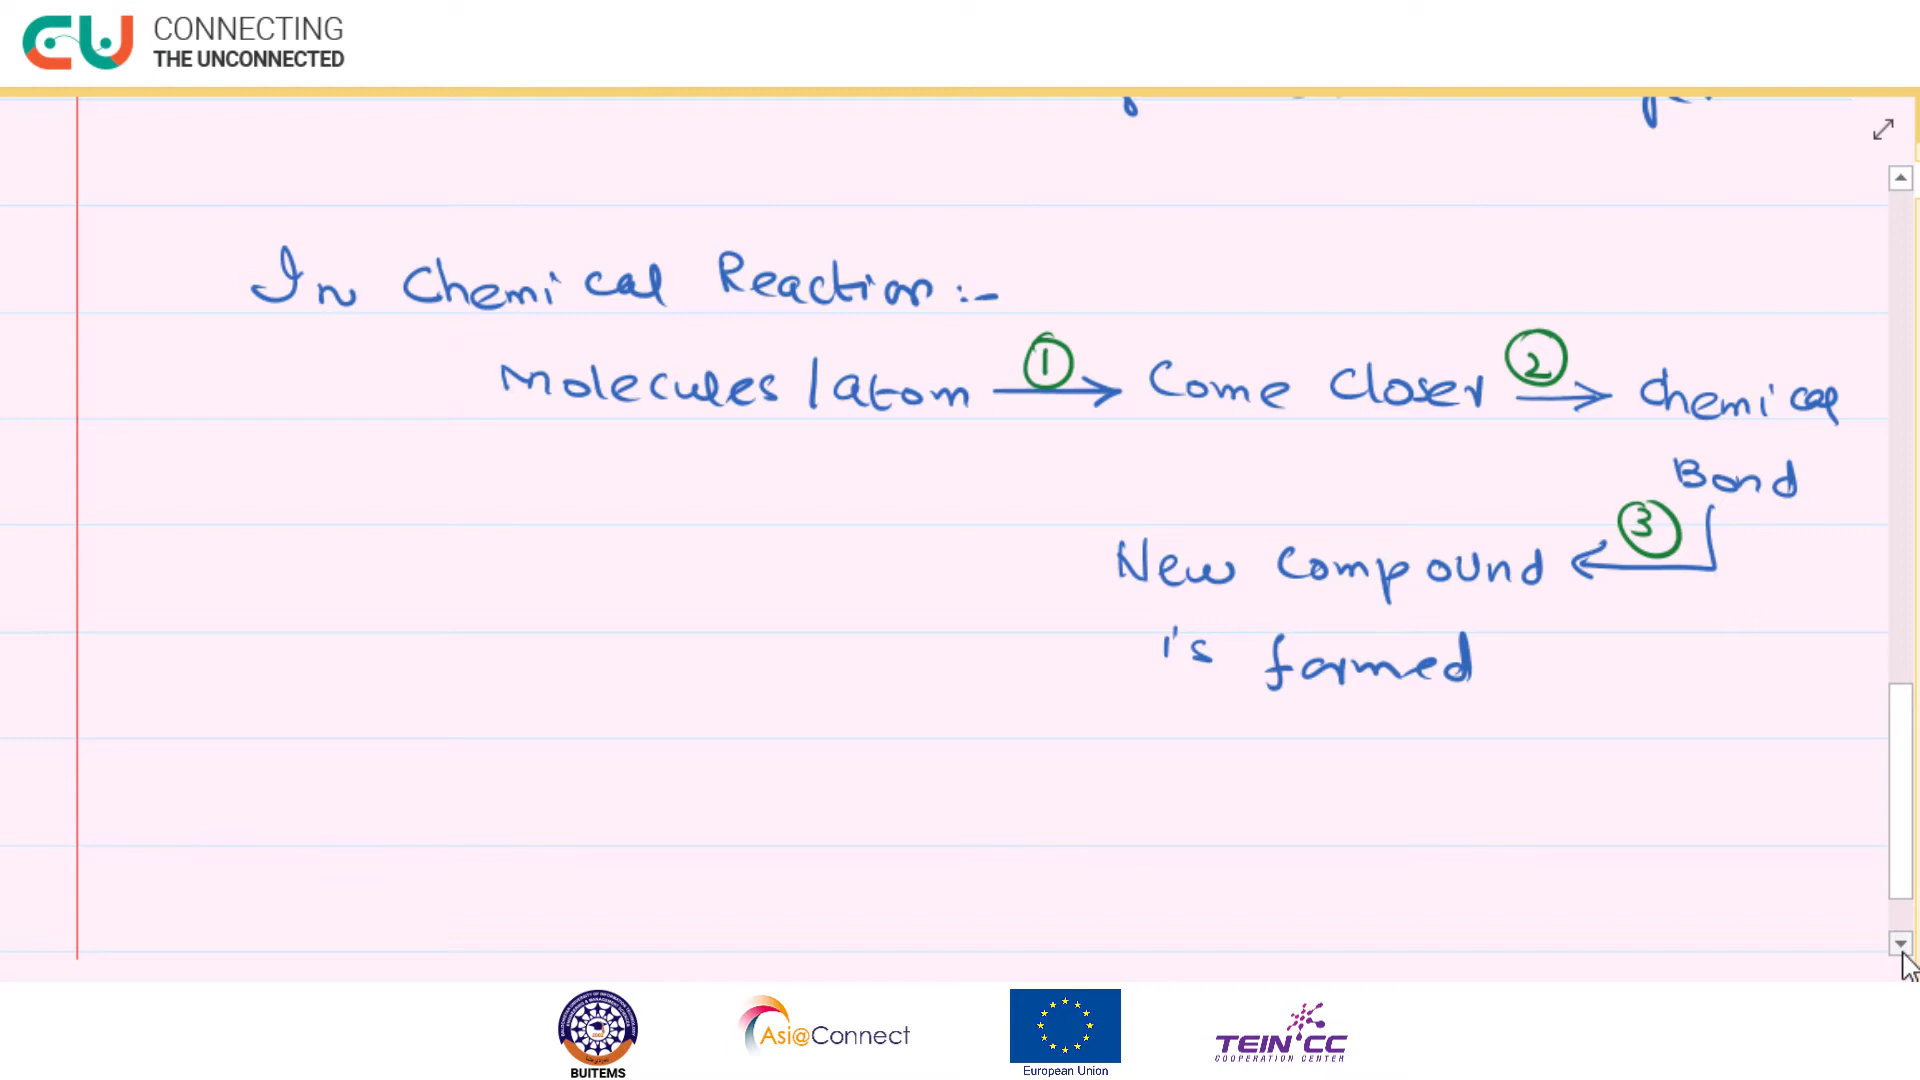 CONNECTING
THE UNCONNECTED
In Chemical Reaction :-
Molecules / atom ① → Come Closer ② → Chemical
Bond
③
New Compound ←
is formed
BUITEMS
Asi@Connect
European Union
TEIN*CC
COOPERATION CENTER